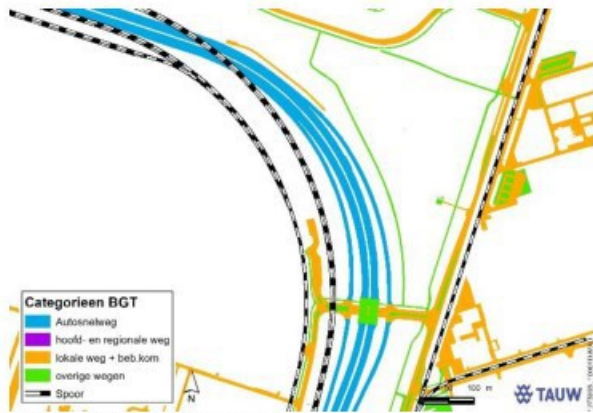 Categorieen BGT
Autosnelweg
hoofd- en regionale weg
lokale weg + beb.kom
overige wegen
Spoor
N
100 m
TAUW